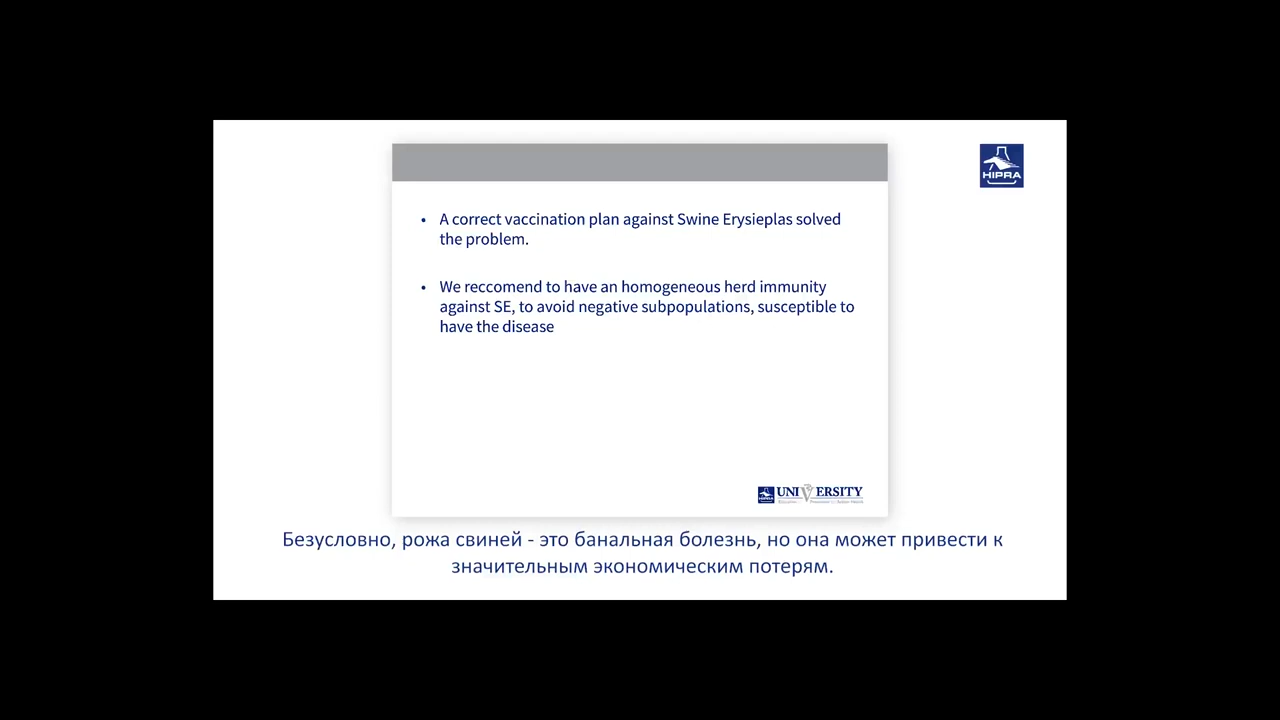 HIPRA
• A correct vaccination plan against Swine Erysieplas solved
the problem.
• We reccomend to have an homogeneous herd immunity
against SE, to avoid negative subpopulations, susceptible to
have the disease
HIPRA UNIVERSITY
Безусловно, рожа свиней - это банальная болезнь, но она может привести к
значительным экономическим потерям.